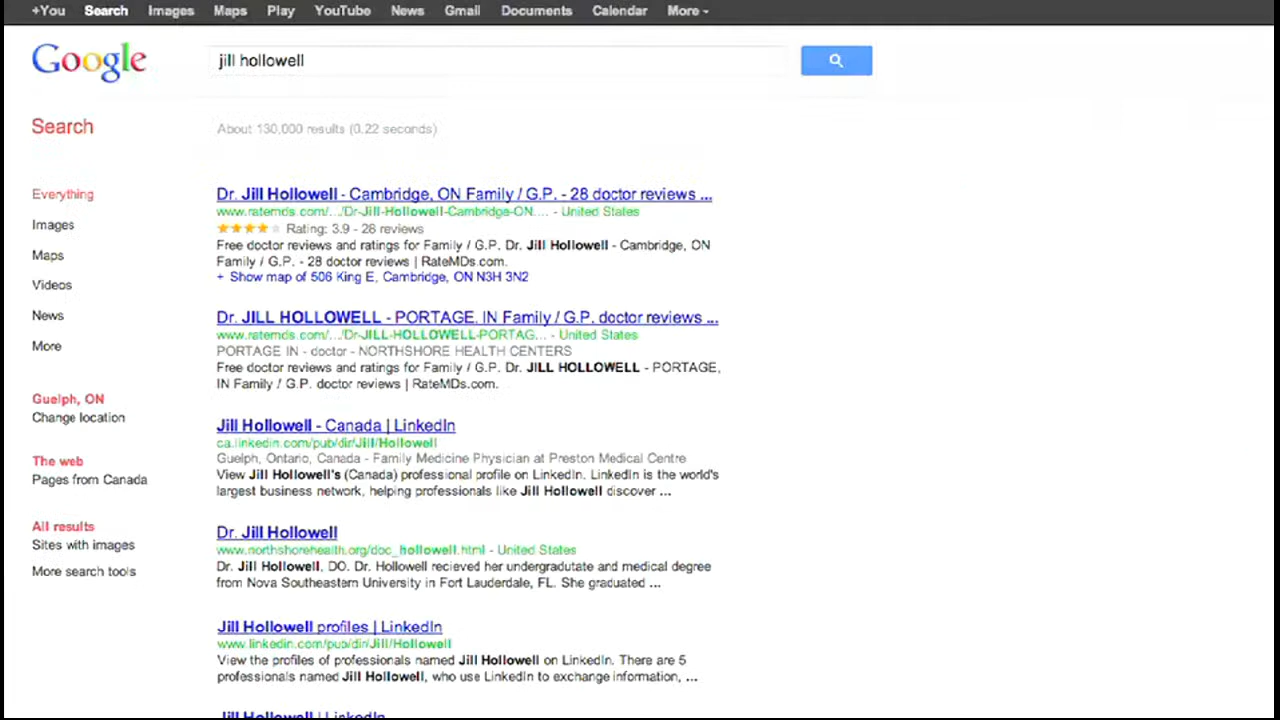 +You Search Images Maps Play YouTube News Gmail Documents Calendar More
Google
jill hollowell
Search
About 130,000 results (0.22 seconds)
Everything
Images
Maps
Videos
News
More
Guelph, ON
Change location
The web
Pages from Canada
All results
Sites with images
More search tools
Dr. Jill Hollowell - Cambridge, ON Family / G.P. - 28 doctor reviews ...
www.ratemds.com/.../Dr-Jill-Hollowell-Cambridge-ON.... - United States
Rating: 3.9 - 28 reviews
Free doctor reviews and ratings for Family / G.P. Dr. Jill Hollowell - Cambridge, ON
Family / G.P. - 28 doctor reviews | RateMDs.com.
+ Show map of 506 King E, Cambridge, ON N3H 3N2
Dr. JILL HOLLOWELL - PORTAGE, IN Family / G.P. doctor reviews ...
www.ratemds.com/.../Dr-JILL-HOLLOWELL-PORTAG... - United States
PORTAGE IN - doctor - NORTHSHORE HEALTH CENTERS
Free doctor reviews and ratings for Family / G.P. Dr. JILL HOLLOWELL - PORTAGE,
IN Family / G.P. doctor reviews | RateMDs.com.
Jill Hollowell - Canada | LinkedIn
ca.linkedin.com/pub/dir/Jill/Hollowell
Guelph, Ontario, Canada - Family Medicine Physician at Preston Medical Centre
View Jill Hollowell's (Canada) professional profile on LinkedIn. LinkedIn is the world's
largest business network, helping professionals like Jill Hollowell discover ...
Dr. Jill Hollowell
www.northshorehealth.org/doc_hollowell.html - United States
Dr. Jill Hollowell, DO. Dr. Hollowell recieved her undergradutate and medical degree
from Nova Southeastern University in Fort Lauderdale, FL. She graduated ...
Jill Hollowell profiles | LinkedIn
www.linkedin.com/pub/dir/Jill/Hollowell
View the profiles of professionals named Jill Hollowell on LinkedIn. There are 5
professionals named Jill Hollowell, who use LinkedIn to exchange information, ...
Jill Hollowell | LinkedIn